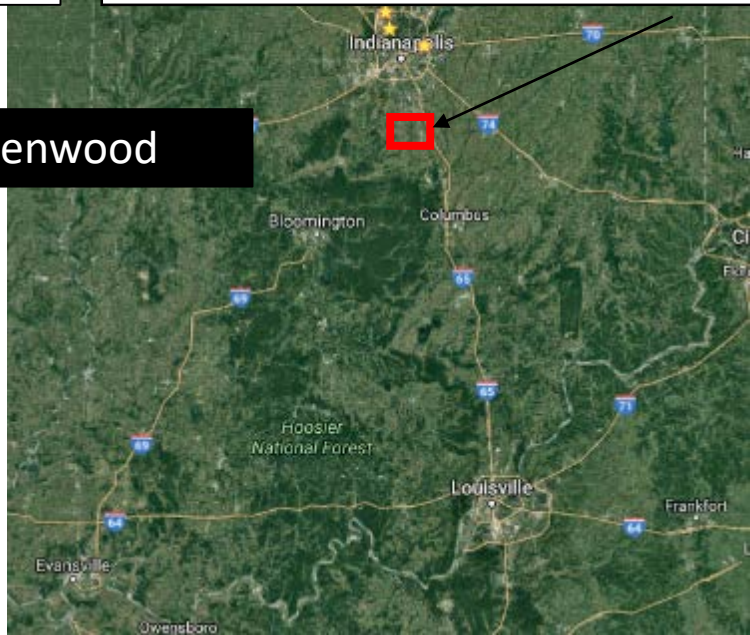 70
Indianapolis
74
enwood
Bloomington
Columbus
69
65
65
71
69
Hoosier
National Forest
Louisville
Frankfort
64
64
Evansville
Owensboro